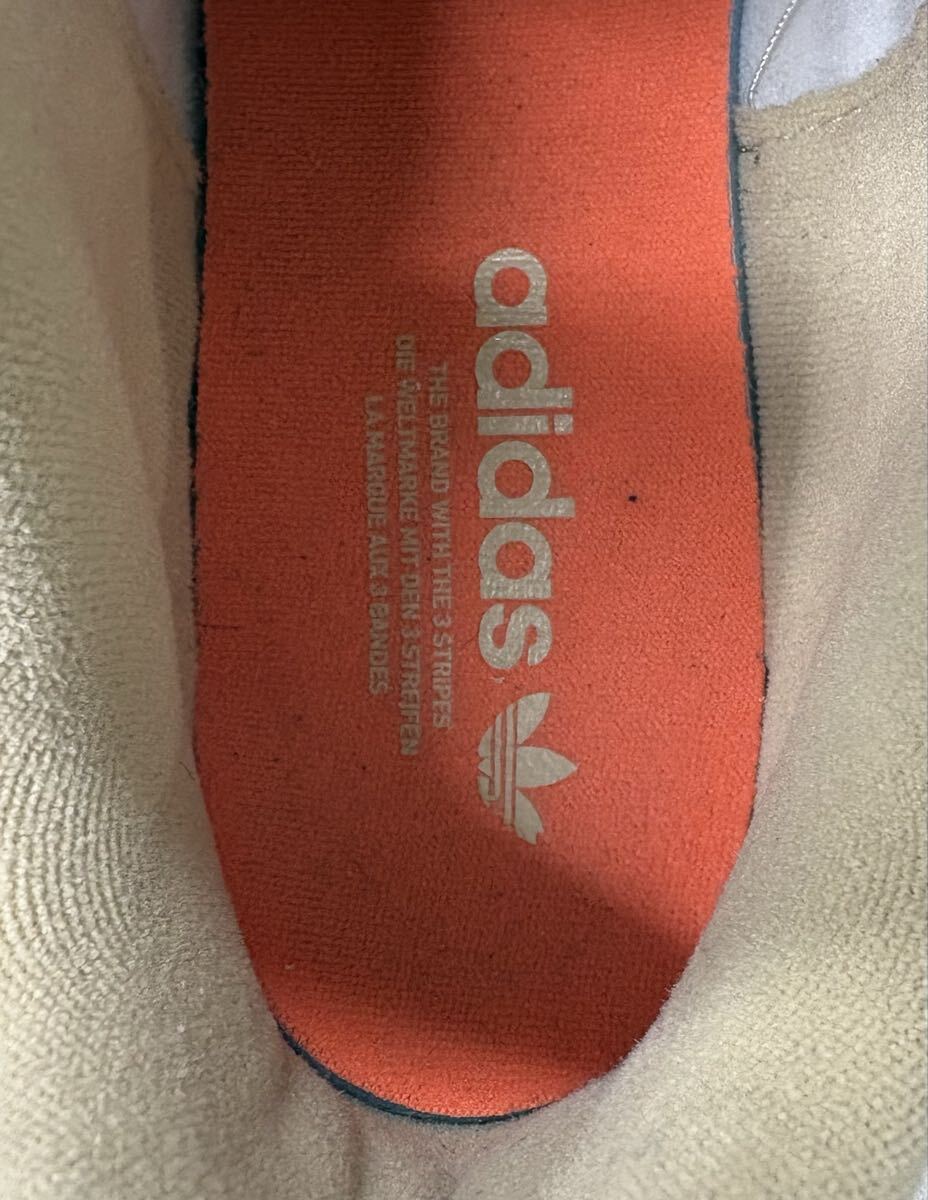 adidas
THE BRAND WITH THE 3 STRIPES
DIE WELTMARKE MIT DEN 3 STREIFEN
LA MARQUE AUX 3 BANDES